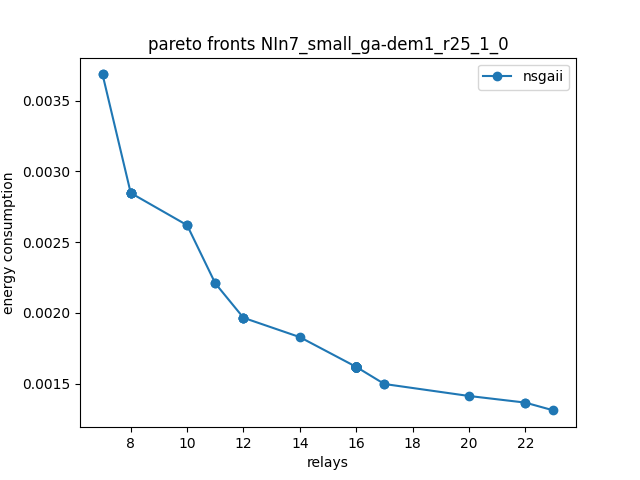 pareto fronts NIn7_small_ga-dem1_r25_1_0
nsgaii
energy consumption
0.0035
0.0030
0.0025
0.0020
0.0015
8 10 12 14 16 18 20 22
relays